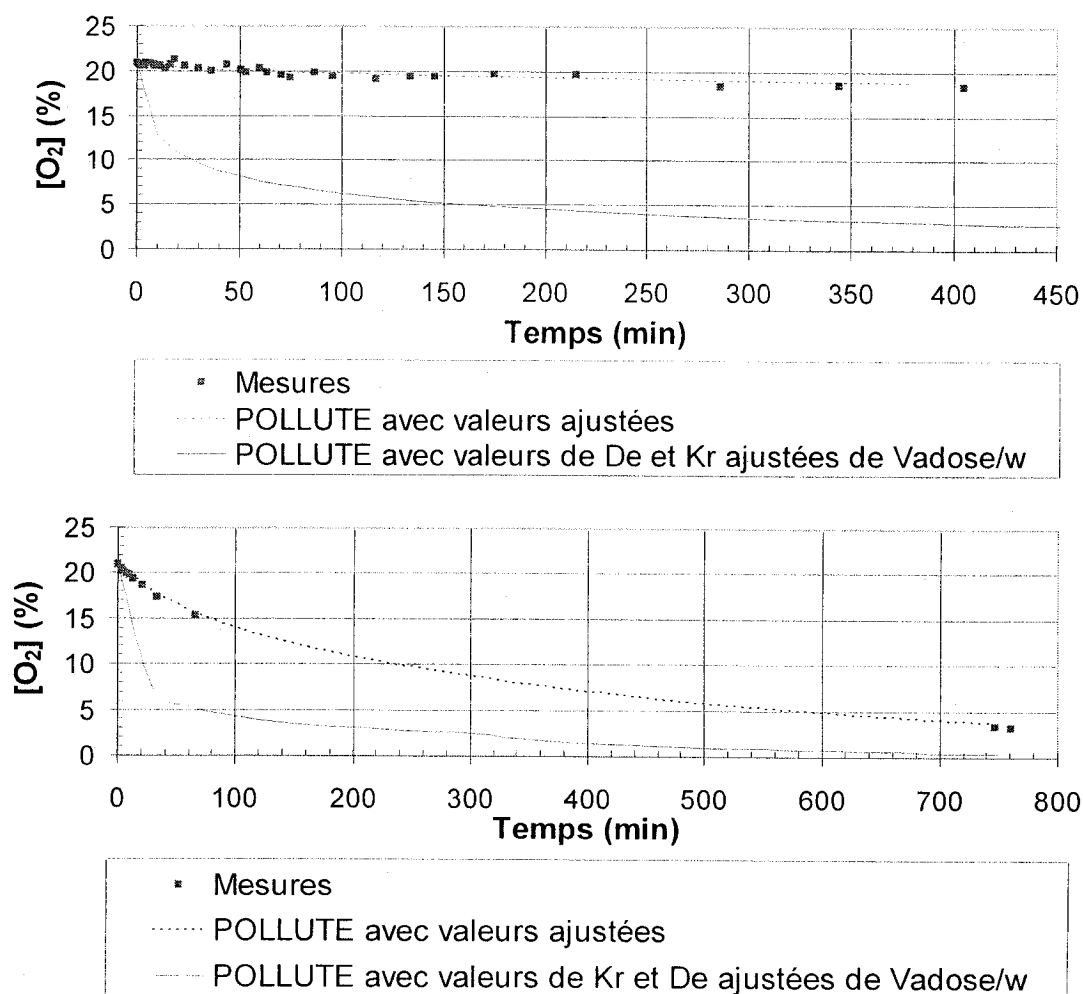 25
20
15
10
5
0
[O₂] (%)
0 50 100 150 200 250 300 350 400 450
Temps (min)
Mesures
POLLUTE avec valeurs ajustées
POLLUTE avec valeurs de De et Kr ajustées de Vadose/w
25
20
15
10
5
0
[O₂] (%)
0 100 200 300 400 500 600 700 800
Temps (min)
Mesures
POLLUTE avec valeurs ajustées
POLLUTE avec valeurs de Kr et De ajustées de Vadose/w